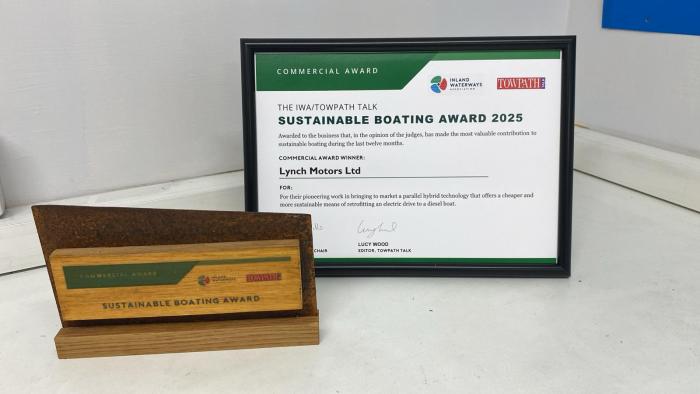 COMMERCIAL AWARD
INLAND
WATERWAYS
ASSOCIATION
TOWPATH
TALK
THE IWA/TOWPATH TALK
SUSTAINABLE BOATING AWARD 2025
Awarded to the business that, in the opinion of the judges, has made the most valuable contribution to
sustainable boating during the last twelve months.
COMMERCIAL AWARD WINNER:
Lynch Motors Ltd
FOR:
For their pioneering work in bringing to market a parallel hybrid technology that offers a cheaper and
more sustainable means of retrofitting an electric drive to a diesel boat.
CHAIR
LUCY WOOD
EDITOR, TOWPATH TALK
COMMERCIAL AWARD
INLAND
WATERWAYS
TOWPATH
SUSTAINABLE BOATING AWARD